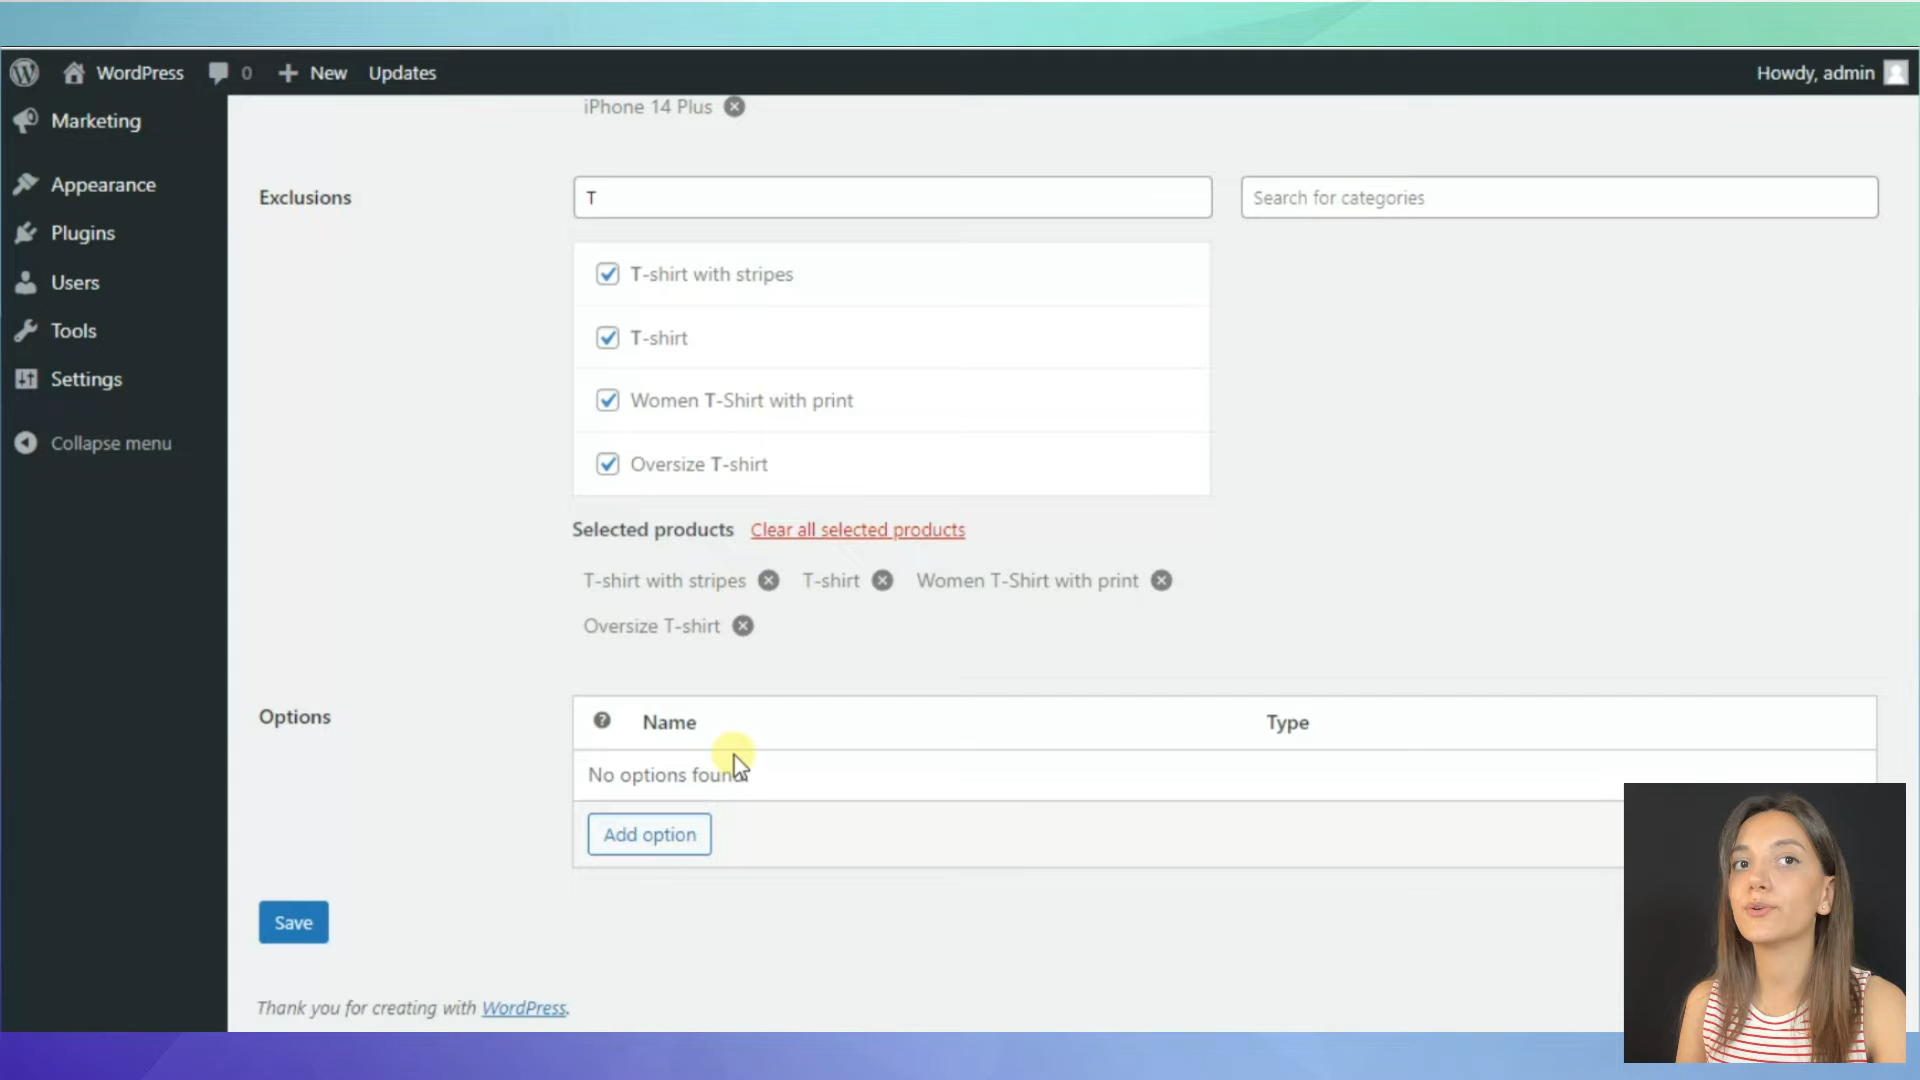 WordPress 0 New Updates Howdy, admin
Marketing
Appearance
Plugins
Users
Tools
Settings
Collapse menu
iPhone 14 Plus
Exclusions
T
Search for categories
T-shirt with stripes
T-shirt
Women T-Shirt with print
Oversize T-shirt
Selected products Clear all selected products
T-shirt with stripes T-shirt Women T-Shirt with print
Oversize T-shirt
Options
Name Type
No options found
Add option
Save
Thank you for creating with WordPress.